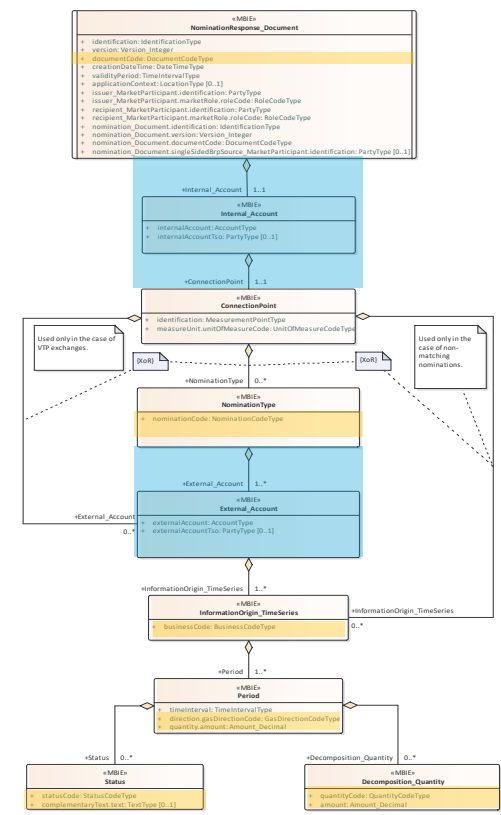 «MBIE»
NominationResponse_Document
+ identification: IdentificationType
+ version: Version_Integer
+ documentCode: DocumentCodeType
+ creationDateTime: DateTimeType
+ validityPeriod: TimeIntervalType
+ applicationContext: LocationType [0..1]
+ issuer_MarketParticipant.identification: PartyType
+ issuer_MarketParticipant.marketRole.roleCode: RoleCodeType
+ recipient_MarketParticipant.identification: PartyType
+ recipient_MarketParticipant.marketRole.roleCode: RoleCodeType
+ nomination_Document.identification: IdentificationType
+ nomination_Document.version: Version_Integer
+ nomination_Document.documentCode: DocumentCodeType
+ nomination_Document.singleSidedBrpSource_MarketParticipant.identification: PartyType [0..1]
+Internal_Account 1..1
«MBIE»
Internal_Account
+ internalAccount: AccountType
+ internalAccountTso: PartyType [0..1]
+ConnectionPoint 1..1
«MBIE»
ConnectionPoint
+ identification: MeasurementPointType
+ measureUnit.unitOfMeasureCode: UnitOfMeasureCodeType
Used only in the case of
VTP exchanges.
{XoR}
{XoR}
Used only in the
case of non-
matching
nominations.
+NominationType 0..*
«MBIE»
NominationType
+ nominationCode: NominationCodeType
+External_Account 1..*
«MBIE»
External_Account
+ externalAccount: AccountType
+ externalAccountTso: PartyType [0..1]
+External_Account
0..*
+InformationOrigin_TimeSeries 1..*
«MBIE»
InformationOrigin_TimeSeries
+ businessCode: BusinessCodeType
+InformationOrigin_TimeSeries
0..*
+Period 1..*
«MBIE»
Period
+ timeInterval: TimeIntervalType
+ direction.gasDirectionCode: GasDirectionCodeType
+ quantity.amount: Amount_Decimal
+Status 0..*
«MBIE»
Status
+ statusCode: StatusCodeType
+ complementaryText.text: TextType [0..1]
+Decomposition_Quantity 0..*
«MBIE»
Decomposition_Quantity
+ quantityCode: QuantityCodeType
+ amount: Amount_Decimal